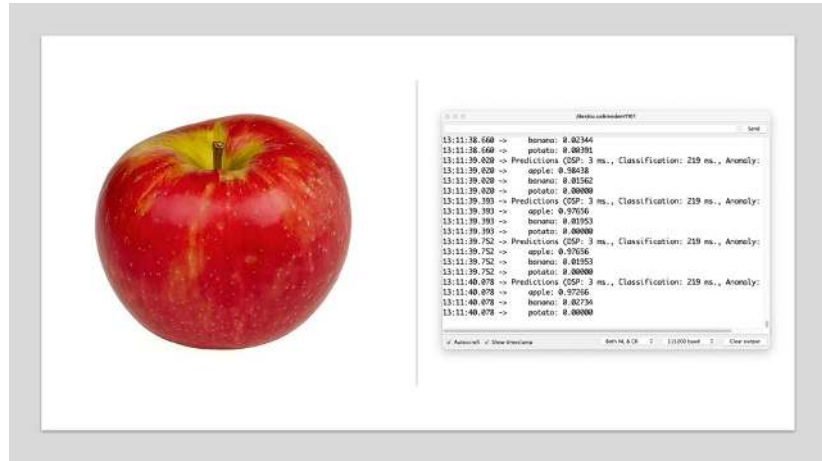 Send
13:11:38.660 -> banana: 0.02344
13:11:38.660 -> potato: 0.00391
13:11:39.020 -> Predictions (DSP: 3 ms., Classification: 219 ms., Anomaly:
13:11:39.020 -> apple: 0.98438
13:11:39.020 -> banana: 0.01562
13:11:39.020 -> potato: 0.00000
13:11:39.393 -> Predictions (DSP: 3 ms., Classification: 219 ms., Anomaly:
13:11:39.393 -> apple: 0.97656
13:11:39.393 -> banana: 0.01953
13:11:39.393 -> potato: 0.00000
13:11:39.752 -> Predictions (DSP: 3 ms., Classification: 219 ms., Anomaly:
13:11:39.752 -> apple: 0.97656
13:11:39.752 -> banana: 0.01953
13:11:39.752 -> potato: 0.00000
13:11:40.078 -> Predictions (DSP: 3 ms., Classification: 219 ms., Anomaly:
13:11:40.078 -> apple: 0.97266
13:11:40.078 -> banana: 0.02734
13:11:40.078 -> potato: 0.00000
Autoscroll Show timestamp Both NL & CR 115200 baud Clear output